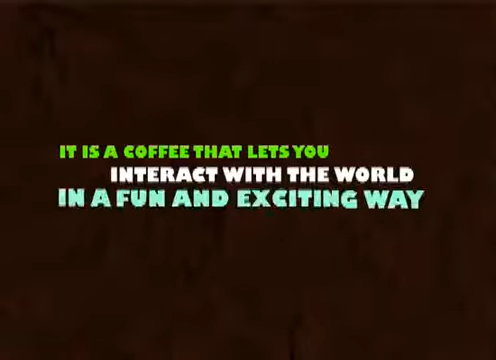 IT IS A COFFEE THAT LETS YOU
INTERACT WITH THE WORLD
IN A FUN AND EXCITING WAY